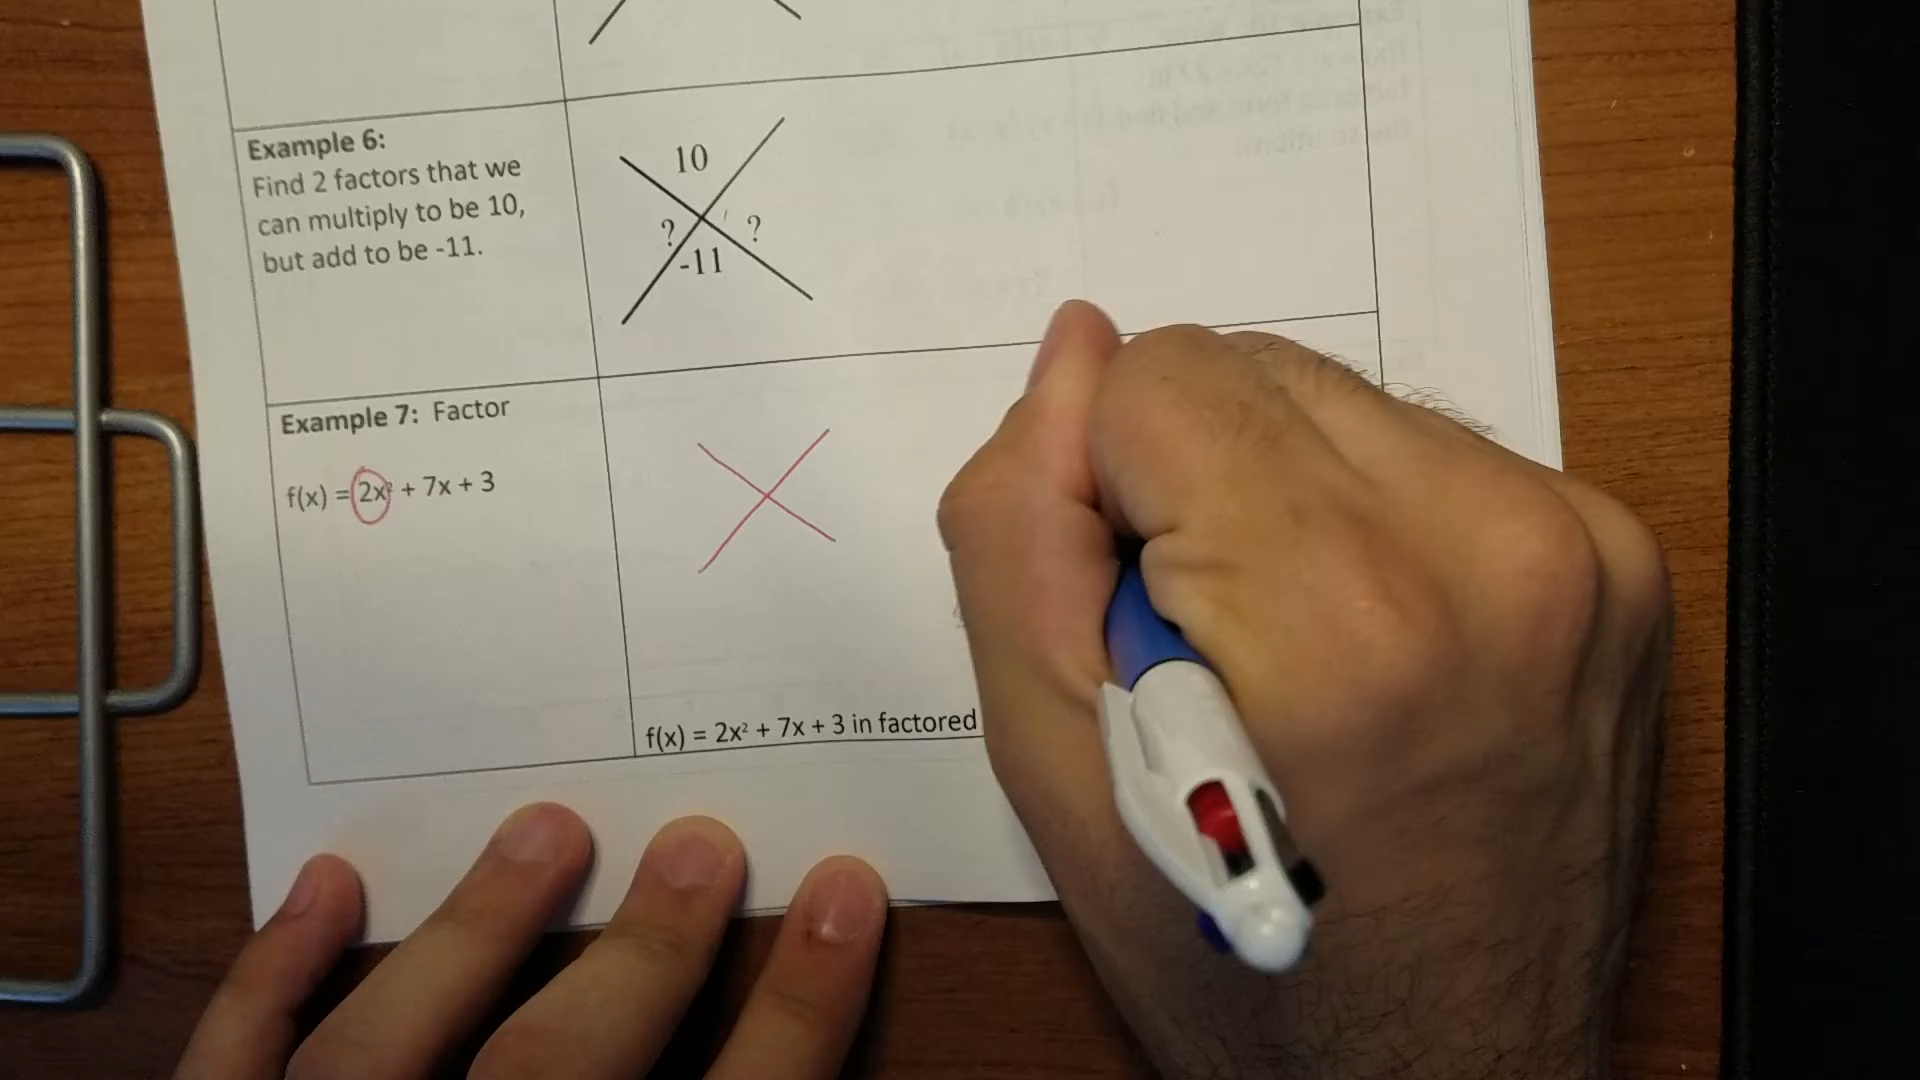 Example 6:
Find 2 factors that we
can multiply to be 10,
but add to be -11.
10
? ?
-11
Example 7: Factor
f(x) = 2x² + 7x + 3
f(x) = 2x² + 7x + 3 in factored